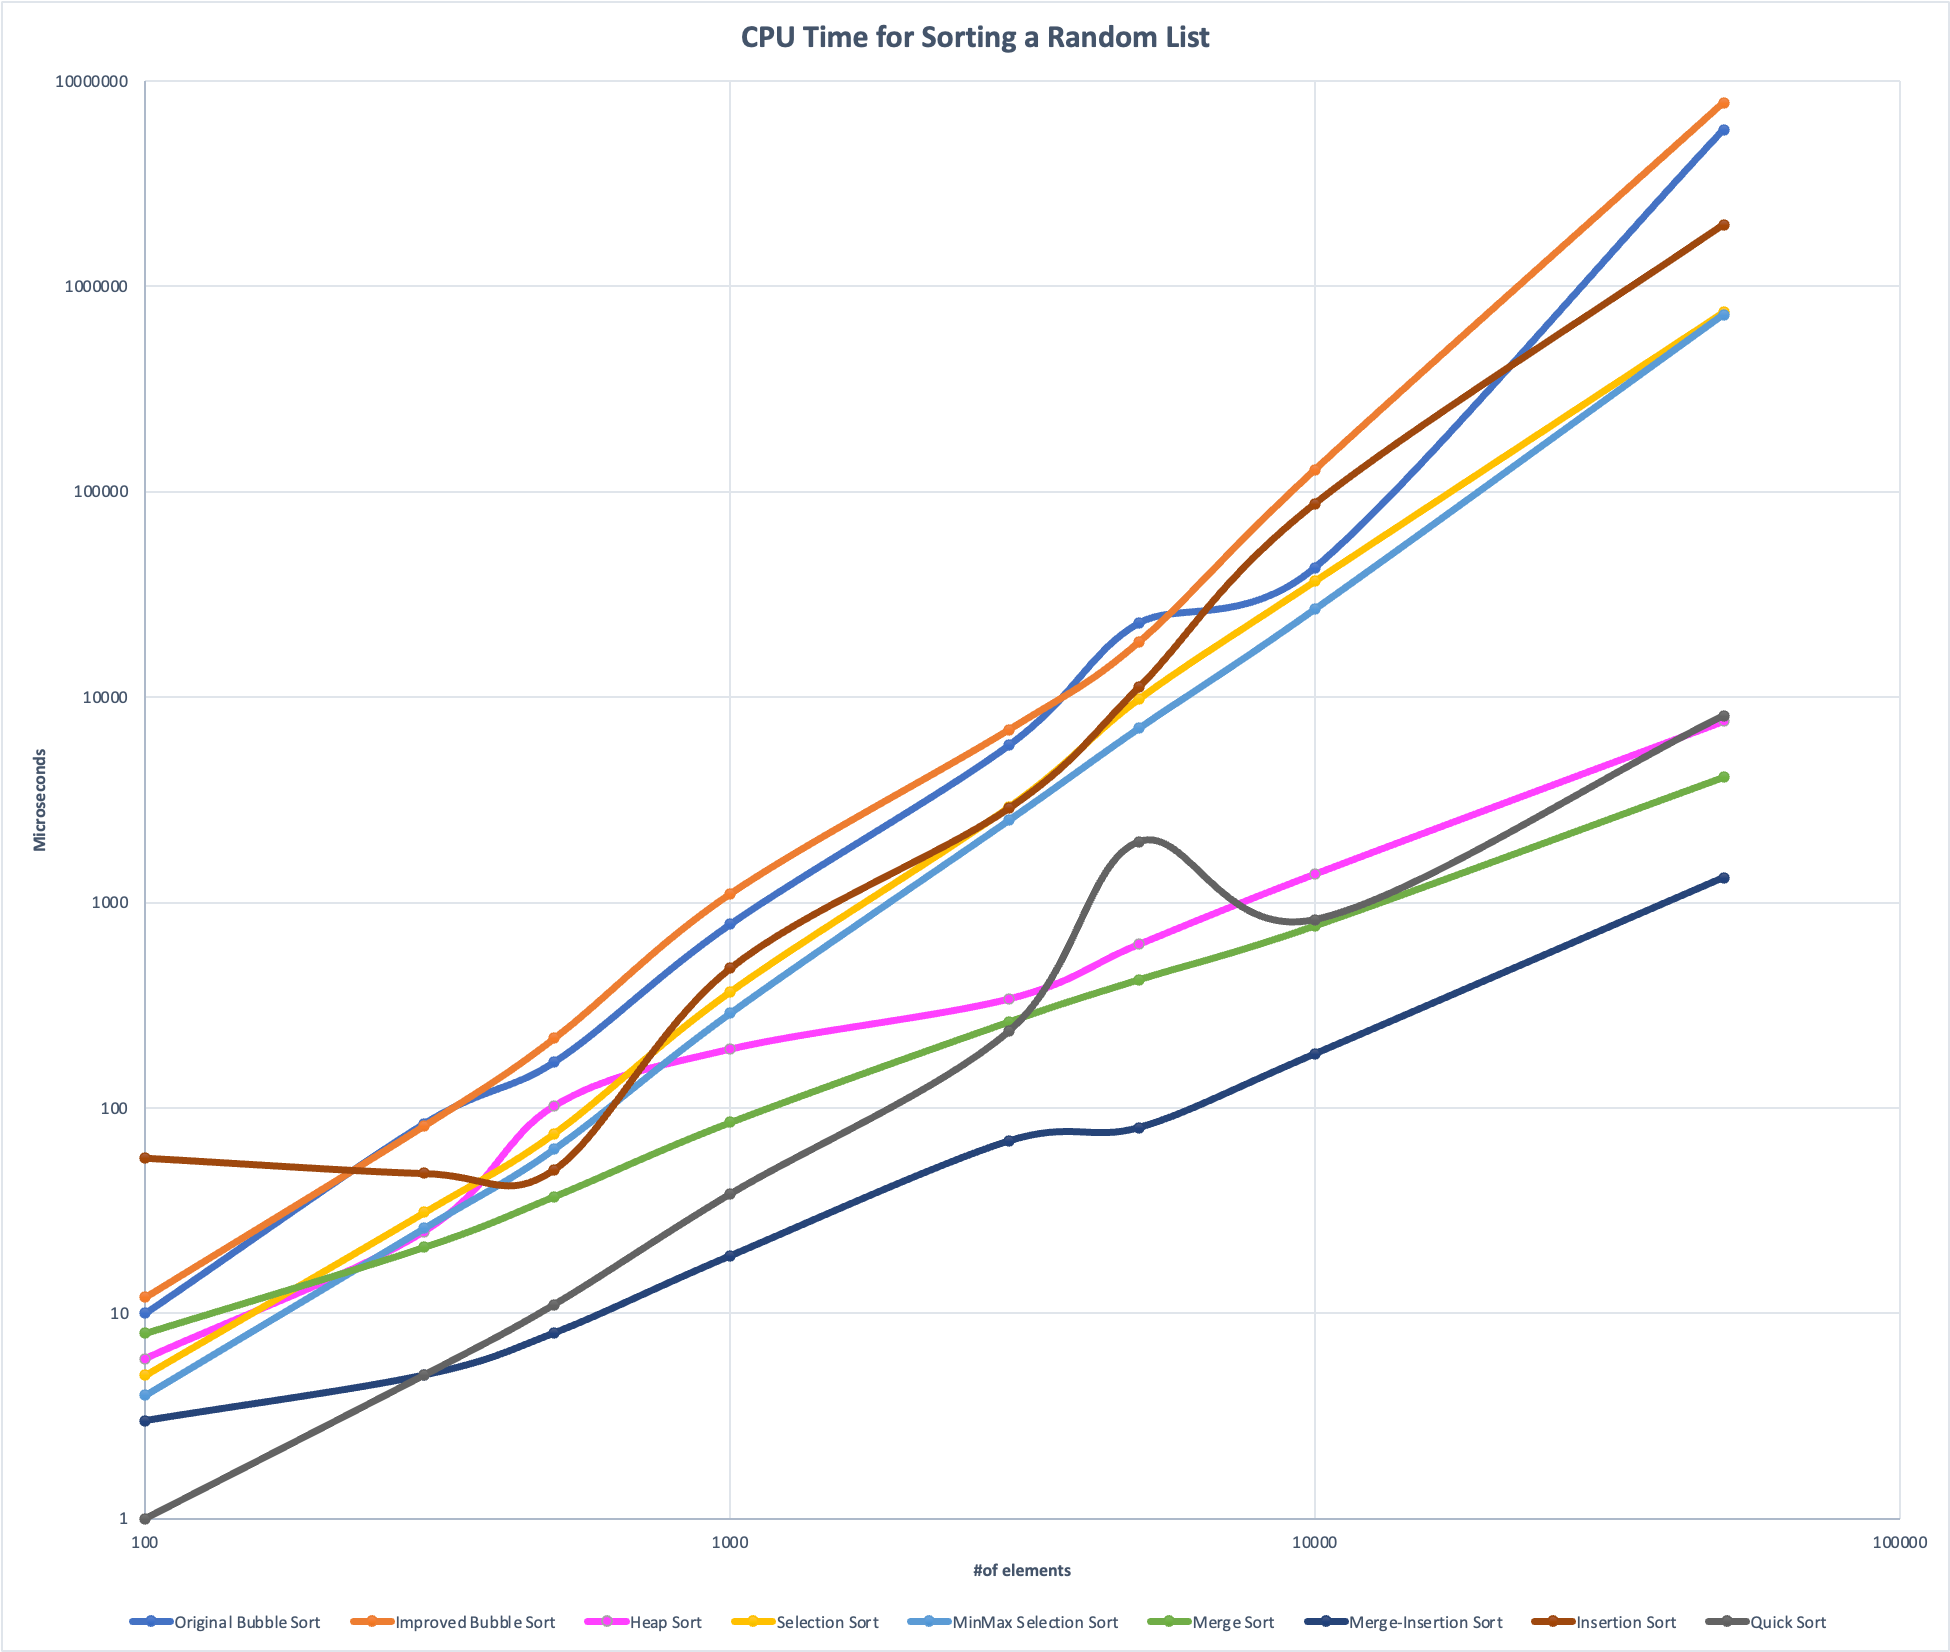 CPU Time for Sorting a Random List
10000000
1000000
100000
10000
1000
100
10
1
Microseconds
100 1000 10000 100000
#of elements
Original Bubble Sort Improved Bubble Sort Heap Sort Selection Sort MinMax Selection Sort Merge Sort Merge-Insertion Sort Insertion Sort Quick Sort